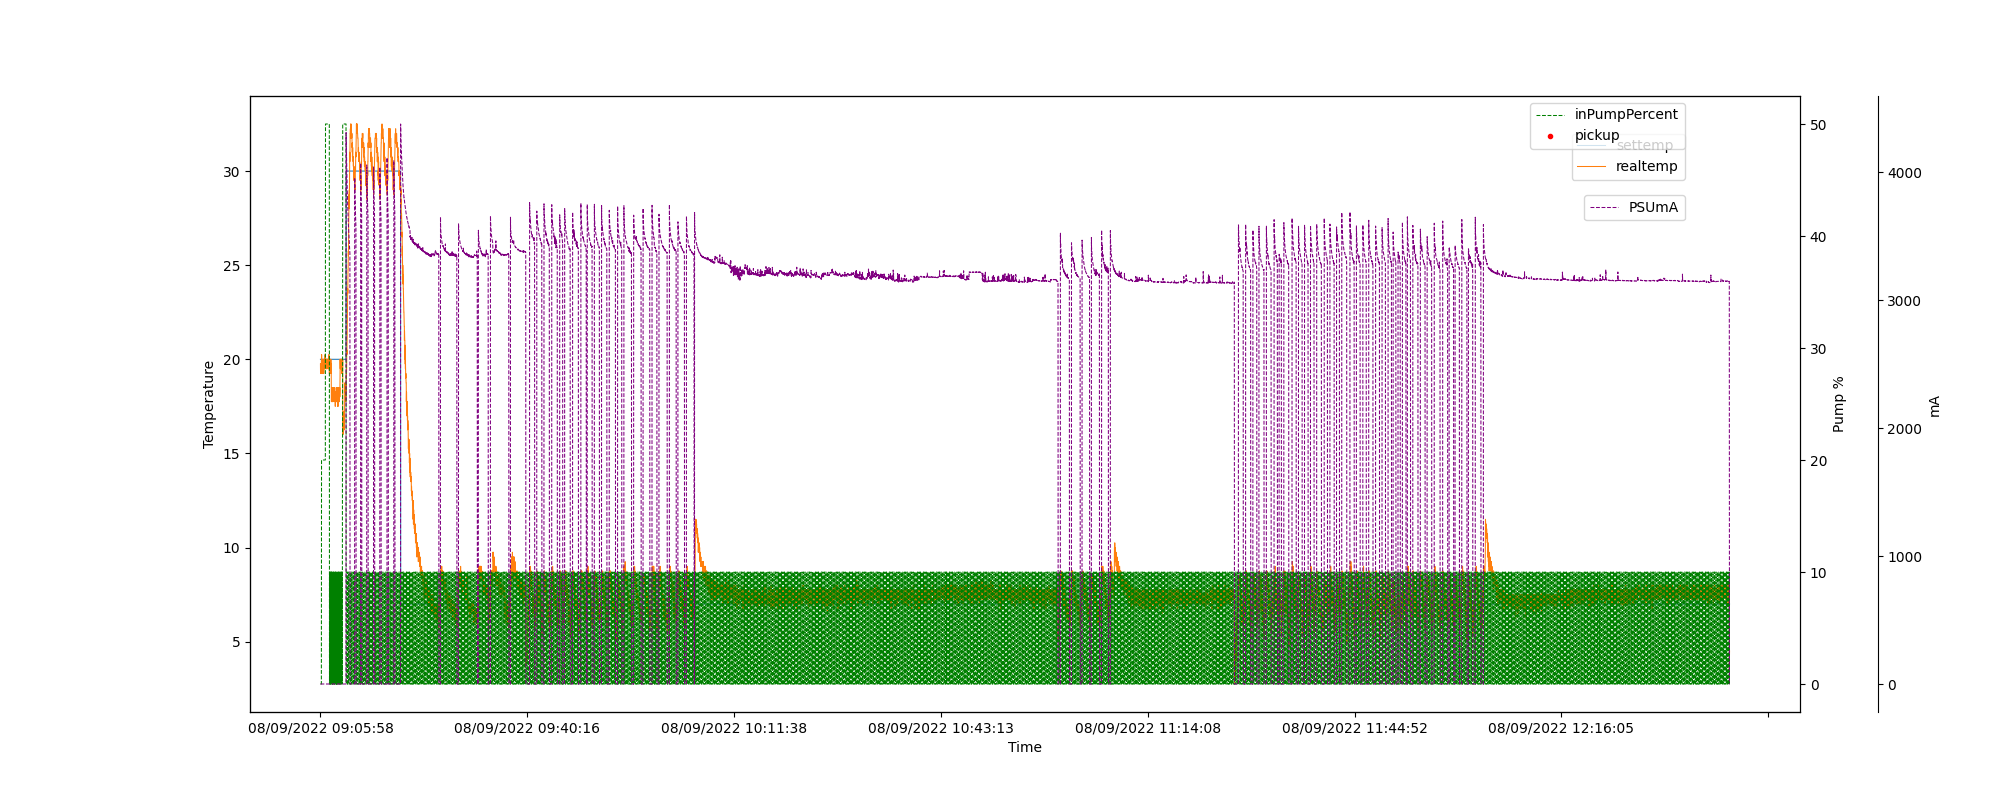 inPumpPercent
pickup
settemp
realtemp
PSUmA
Temperature
30
25
20
15
10
5
50
40
30
20
10
0
Pump %
4000
3000
2000
1000
0
mA
08/09/2022 09:05:58
08/09/2022 09:40:16
08/09/2022 10:11:38
08/09/2022 10:43:13
08/09/2022 11:14:08
08/09/2022 11:44:52
08/09/2022 12:16:05
Time